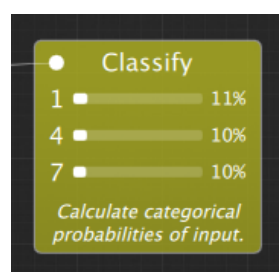 Classify
1 11%
4 10%
7 10%
Calculate categorical
probabilities of input.